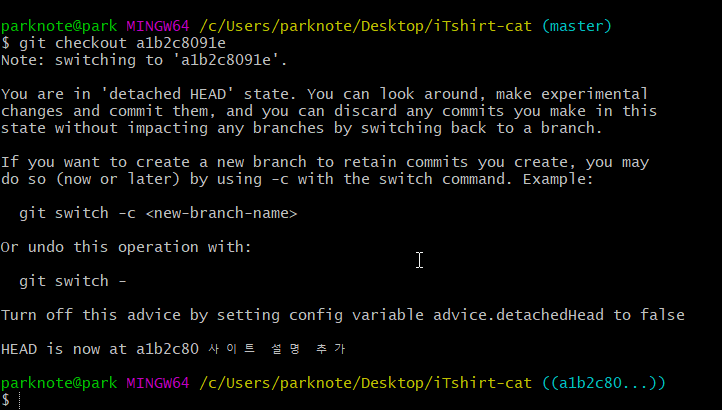 parknote@park MINGW64 /c/Users/parknote/Desktop/iTshirt-cat (master)
$ git checkout a1b2c8091e
Note: switching to 'a1b2c8091e'.
You are in 'detached HEAD' state. You can look around, make experimental
changes and commit them, and you can discard any commits you make in this
state without impacting any branches by switching back to a branch.
If you want to create a new branch to retain commits you create, you may
do so (now or later) by using -c with the switch command. Example:
git switch -c <new-branch-name>
Or undo this operation with:
git switch -
Turn off this advice by setting config variable advice.detachedHead to false
HEAD is now at a1b2c80 사이트 설명 추가
parknote@park MINGW64 /c/Users/parknote/Desktop/iTshirt-cat ((a1b2c80...))
$